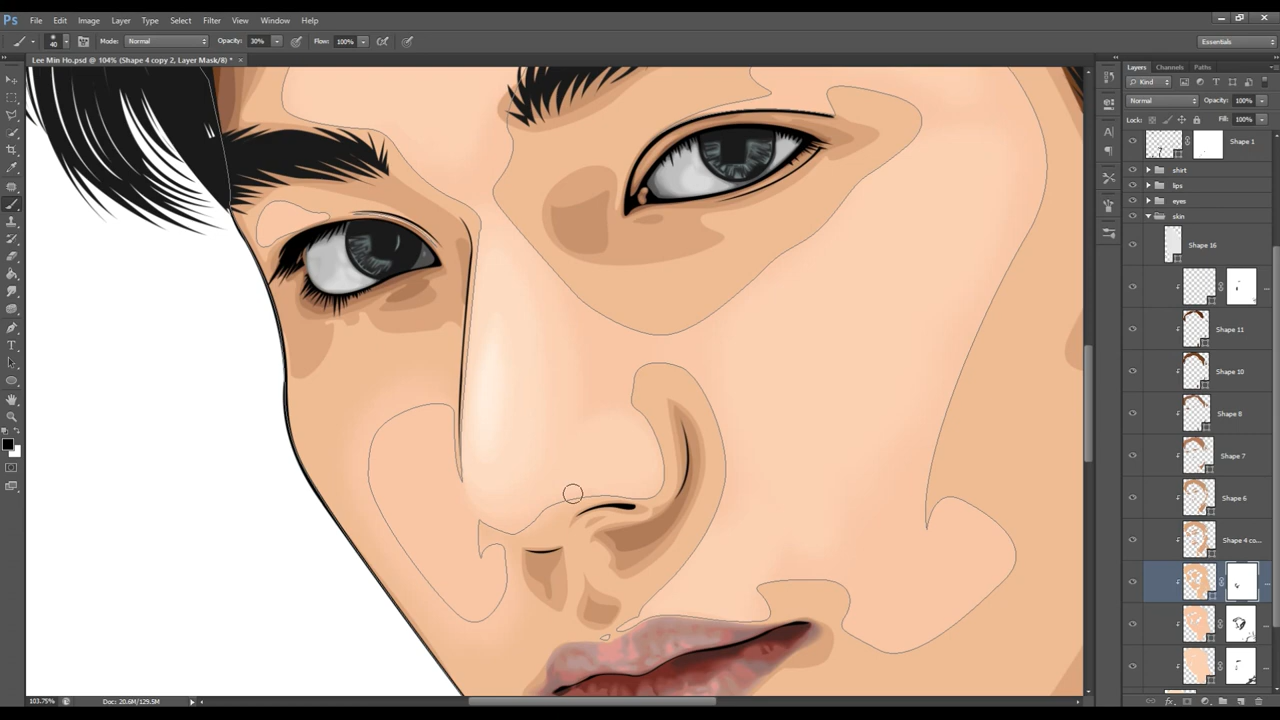 Ps File Edit Image Layer Type Select Filter View Window Help
40 Mode: Normal Opacity: 30% Flow: 100% Essentials
Lee Min Ho.psd @ 104% (Shape 4 copy 2, Layer Mask/8) * ×
Layers Channels Paths
Kind
Normal Opacity: 100%
Lock: Fill: 100%
Shape 1
shirt
lips
eyes
skin
Shape 16
...
Shape 11
Shape 10
Shape 8
Shape 7
Shape 6
Shape 4 co...
...
...
...
103.75% Doc: 20.6M/129.5M
fx